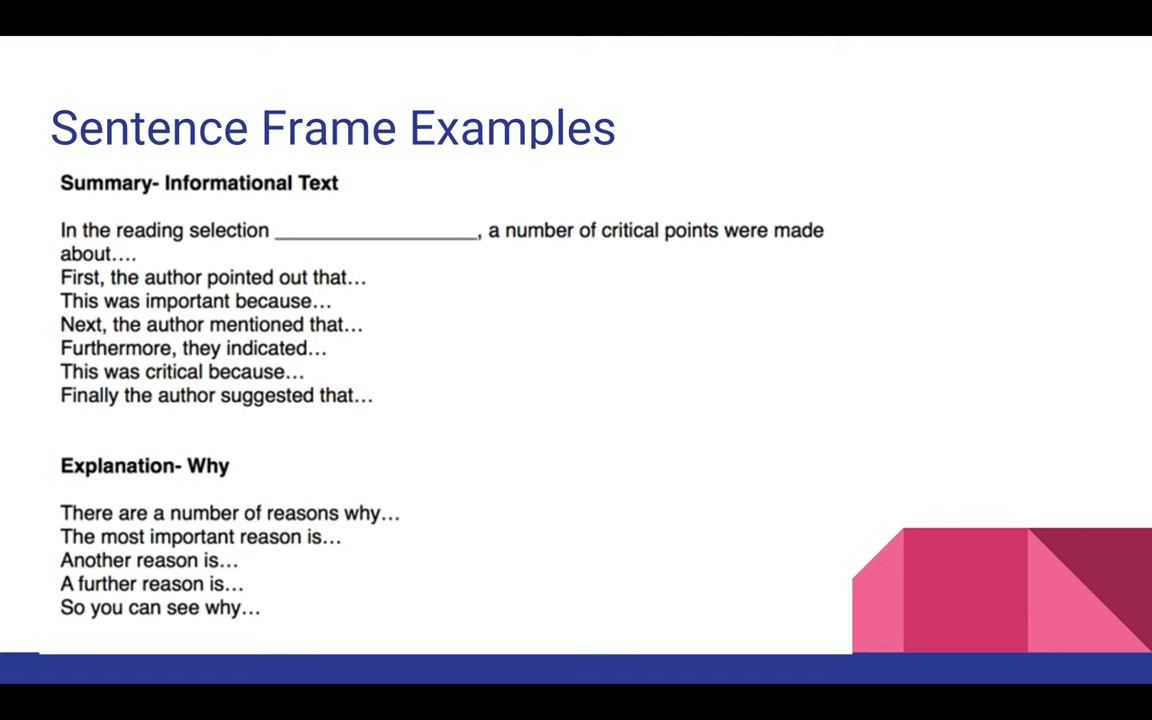 Sentence Frame Examples
Summary- Informational Text
In the reading selection ___________________, a number of critical points were made
about….
First, the author pointed out that…
This was important because…
Next, the author mentioned that…
Furthermore, they indicated…
This was critical because…
Finally the author suggested that…
Explanation- Why
There are a number of reasons why…
The most important reason is…
Another reason is…
A further reason is…
So you can see why…